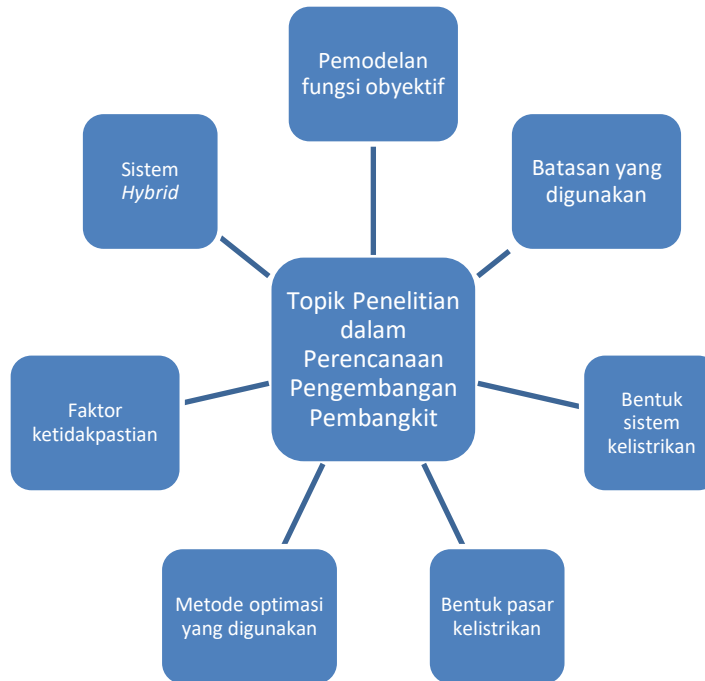 Pemodelan
fungsi obyektif
Sistem
Hybrid
Batasan yang
digunakan
Topik Penelitian
dalam
Perencanaan
Pengembangan
Pembangkit
Faktor
ketidakpastian
Bentuk
sistem
kelistrikan
Metode optimasi
yang digunakan
Bentuk pasar
kelistrikan